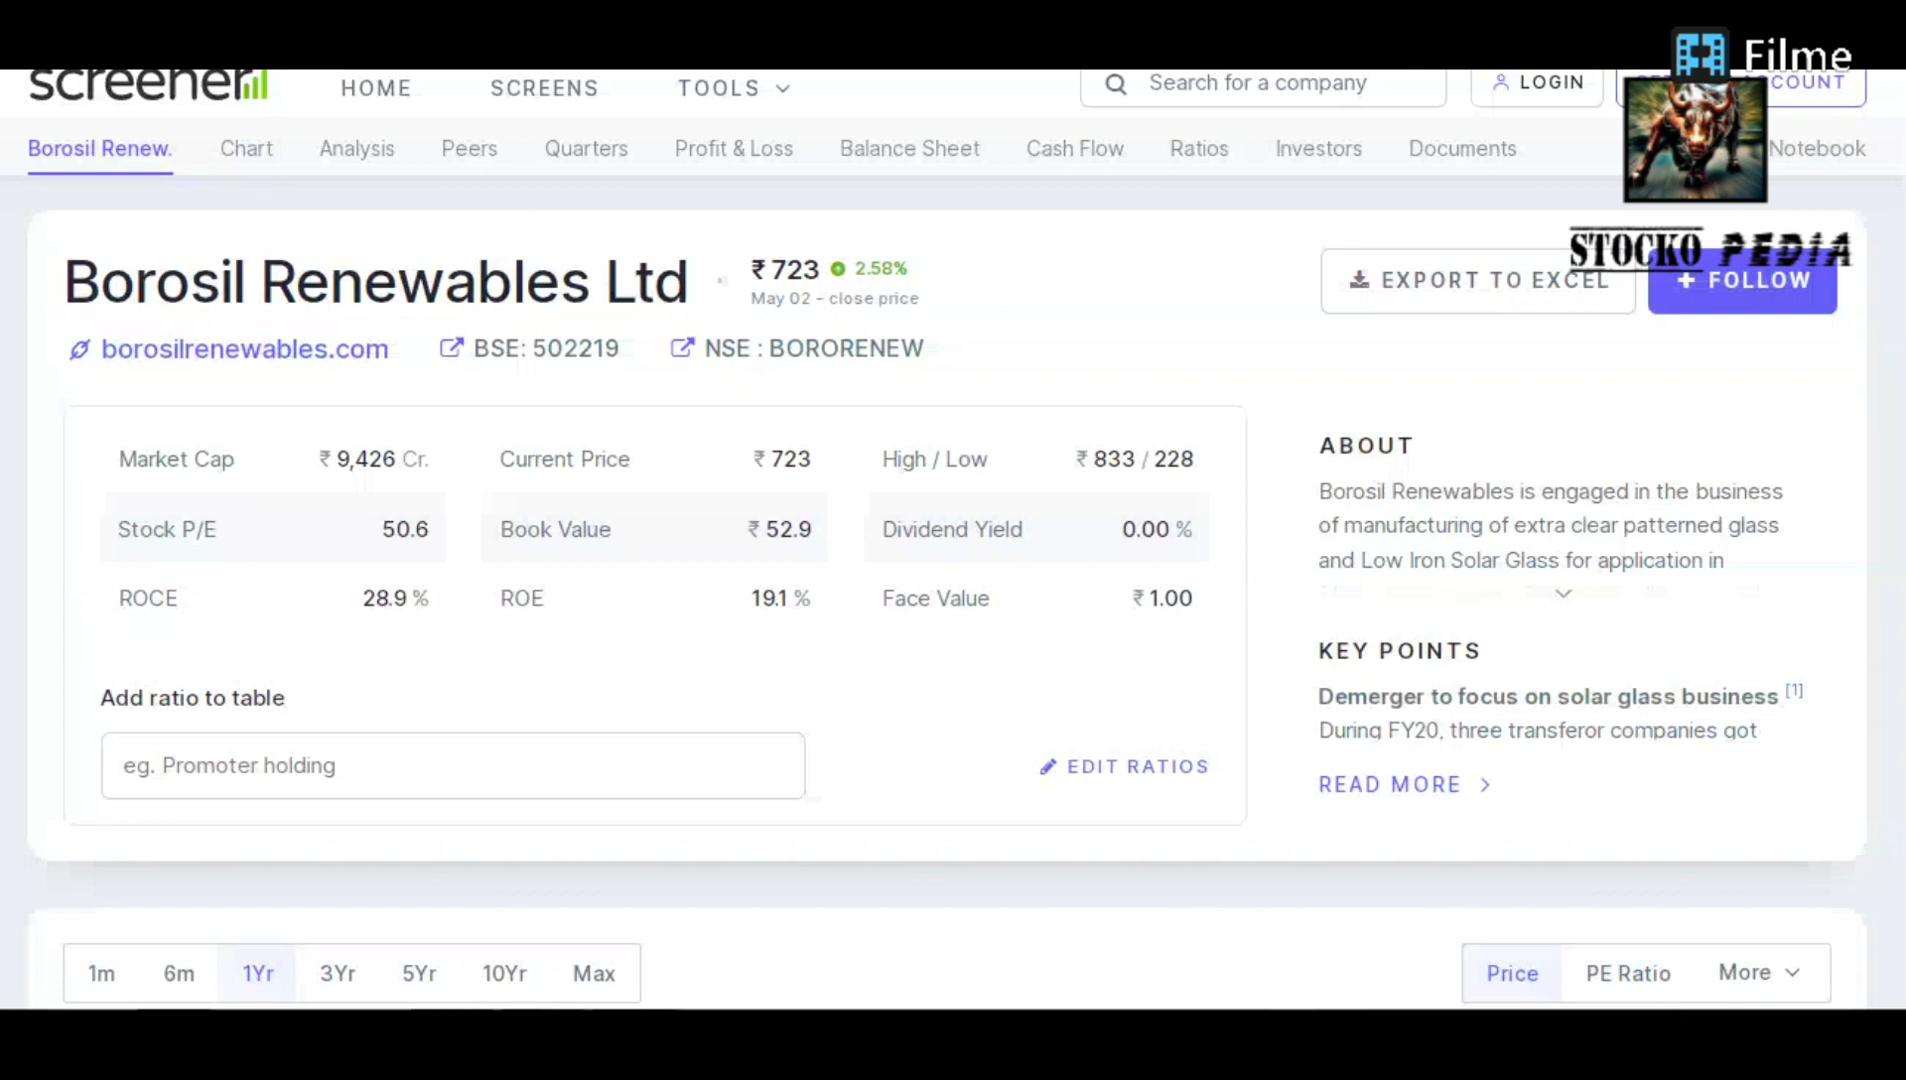 Filme
screener
HOME
SCREENS
TOOLS
Search for a company
LOGIN
COUNT
Borosil Renew.
Chart
Analysis
Peers
Quarters
Profit & Loss
Balance Sheet
Cash Flow
Ratios
Investors
Documents
Notebook
STOCKO PEDIA
Borosil Renewables Ltd
₹ 723 2.58%
May 02 - close price
EXPORT TO EXCEL
+ FOLLOW
borosilrenewables.com
BSE: 502219
NSE : BORORENEW
Market Cap ₹ 9,426 Cr.
Current Price ₹ 723
High / Low ₹ 833 / 228
Stock P/E 50.6
Book Value ₹ 52.9
Dividend Yield 0.00 %
ROCE 28.9 %
ROE 19.1 %
Face Value ₹ 1.00
Add ratio to table
eg. Promoter holding
EDIT RATIOS
ABOUT
Borosil Renewables is engaged in the business
of manufacturing of extra clear patterned glass
and Low Iron Solar Glass for application in
KEY POINTS
Demerger to focus on solar glass business [1]
During FY20, three transferor companies got
READ MORE
1m
6m
1Yr
3Yr
5Yr
10Yr
Max
Price
PE Ratio
More